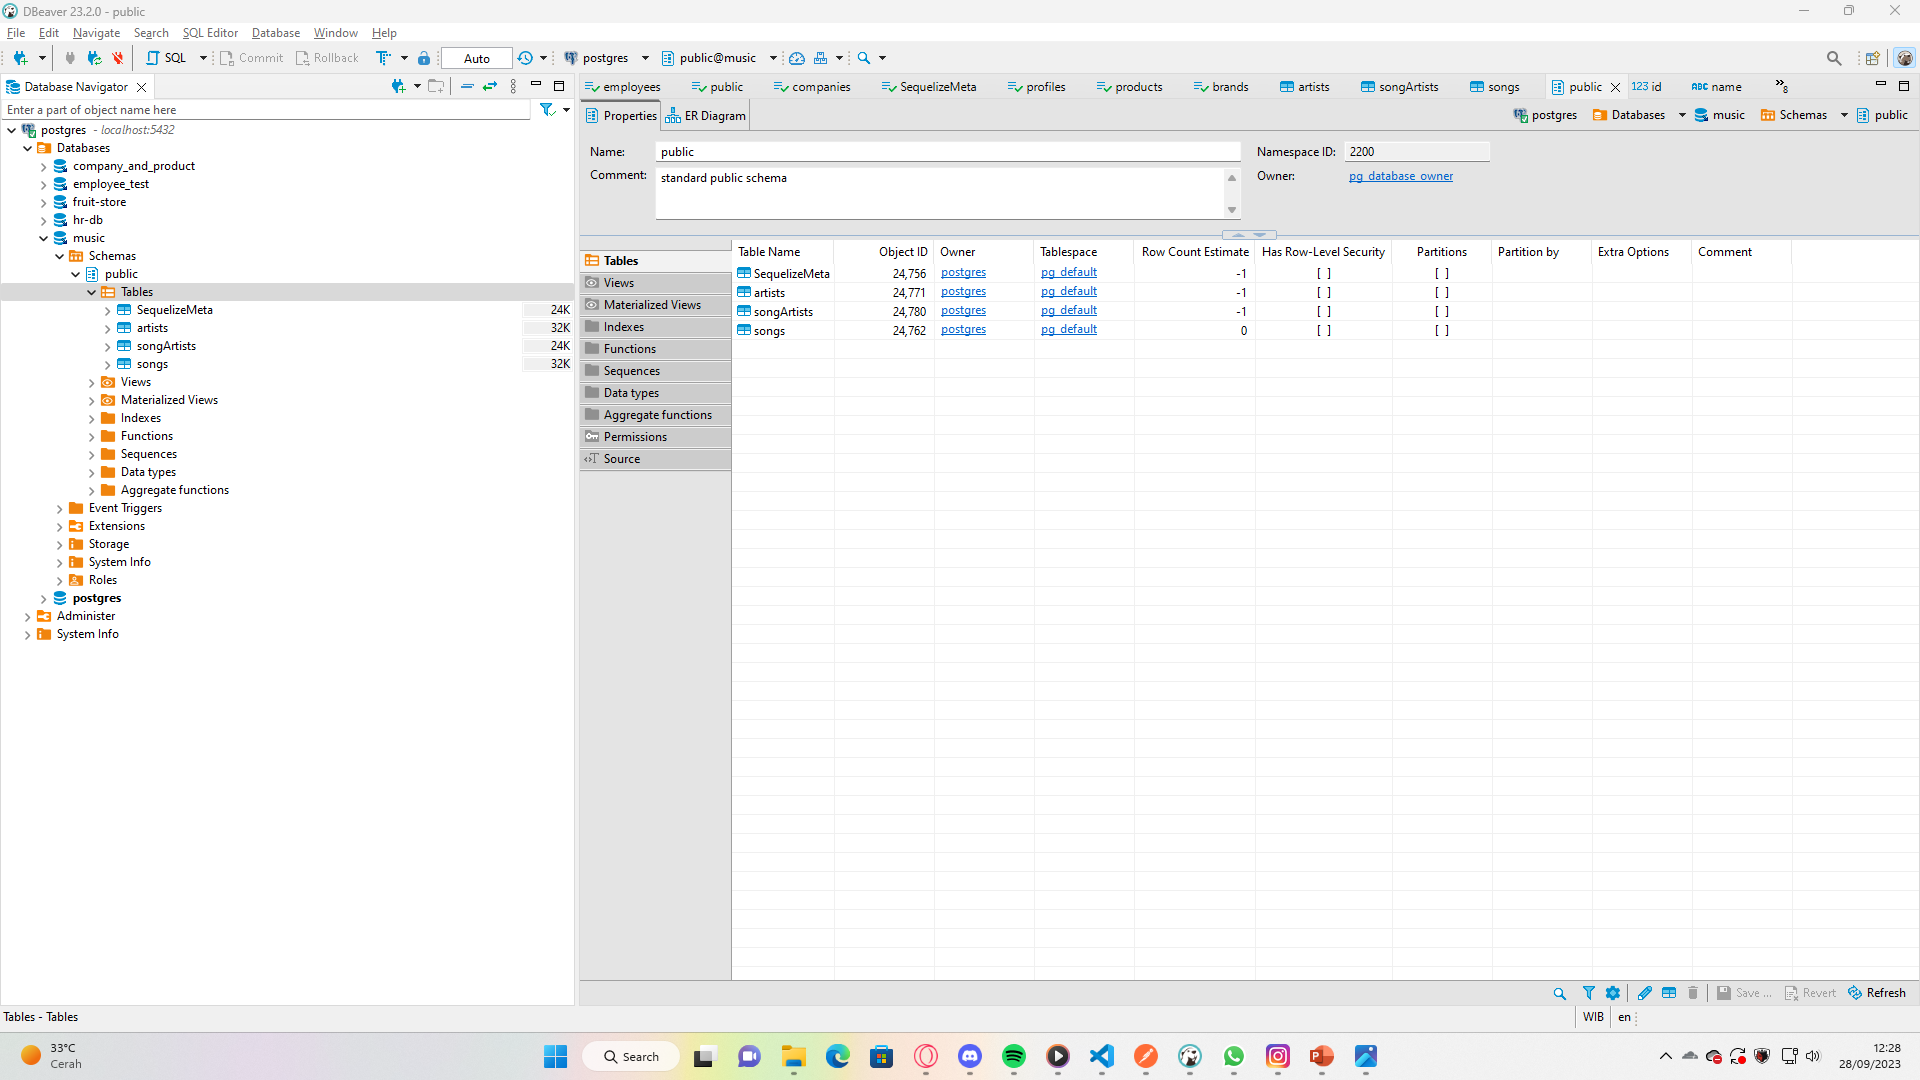 DBeaver 23.2.0 - public
File Edit Navigate Search SQL Editor Database Window Help
SQL Commit Rollback Auto postgres public@music
Database Navigator
Enter a part of object name here
postgres - localhost:5432
Databases
company_and_product
employee_test
fruit-store
hr-db
music
Schemas
public
Tables
SequelizeMeta 24K
artists 32K
songArtists 24K
songs 32K
Views
Materialized Views
Indexes
Functions
Sequences
Data types
Aggregate functions
Event Triggers
Extensions
Storage
System Info
Roles
postgres
Administer
System Info
employees public companies SequelizeMeta profiles products brands artists songArtists songs public 123 id ABC name »8
Properties ER Diagram postgres Databases music Schemas public
Name: public Namespace ID: 2200
Comment: standard public schema Owner: pg_database_owner
Tables
Views
Materialized Views
Indexes
Functions
Sequences
Data types
Aggregate functions
Permissions
Source
Table Name Object ID Owner Tablespace Row Count Estimate Has Row-Level Security Partitions Partition by Extra Options Comment
SequelizeMeta 24,756 postgres pg_default -1 [ ] [ ]
artists 24,771 postgres pg_default -1 [ ] [ ]
songArtists 24,780 postgres pg_default -1 [ ] [ ]
songs 24,762 postgres pg_default 0 [ ] [ ]
Save ... Revert Refresh
Tables - Tables WIB en
33°C
Cerah
Search
12:28
28/09/2023